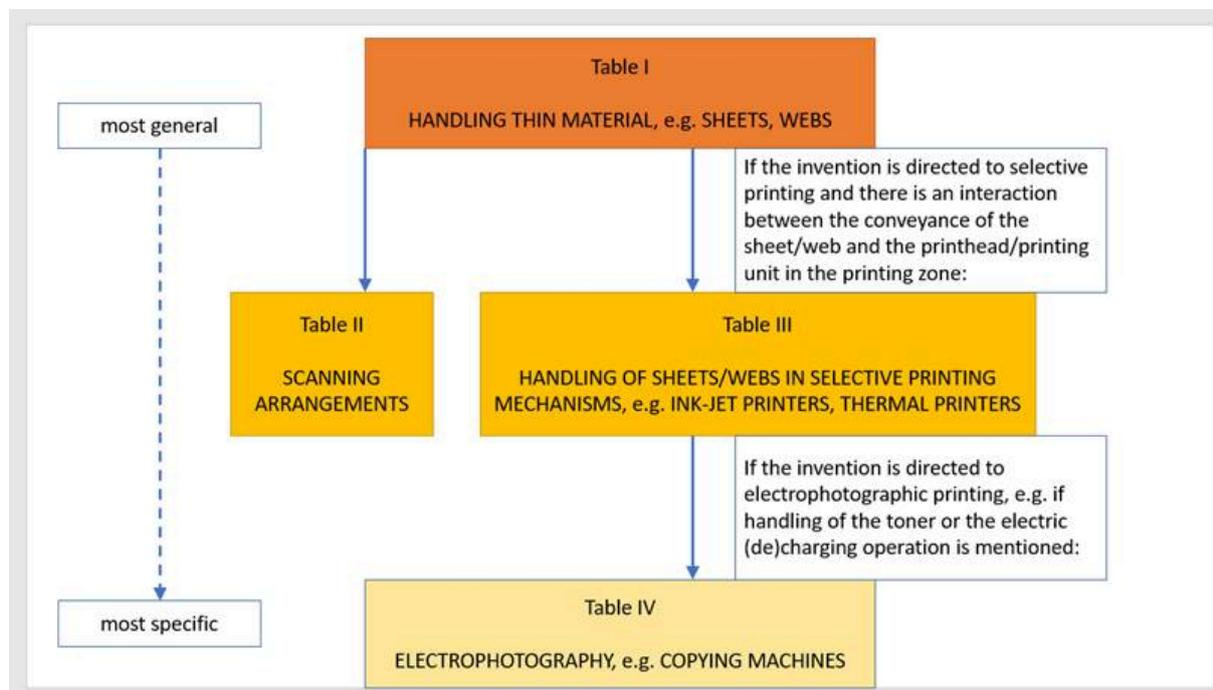 Table I
HANDLING THIN MATERIAL, e.g. SHEETS, WEBS
most general
If the invention is directed to selective
printing and there is an interaction
between the conveyance of the
sheet/web and the printhead/printing
unit in the printing zone:
Table II
SCANNING
ARRANGEMENTS
Table III
HANDLING OF SHEETS/WEBS IN SELECTIVE PRINTING
MECHANISMS, e.g. INK-JET PRINTERS, THERMAL PRINTERS
If the invention is directed to
electrophotographic printing, e.g. if
handling of the toner or the electric
(de)charging operation is mentioned:
most specific
Table IV
ELECTROPHOTOGRAPHY, e.g. COPYING MACHINES